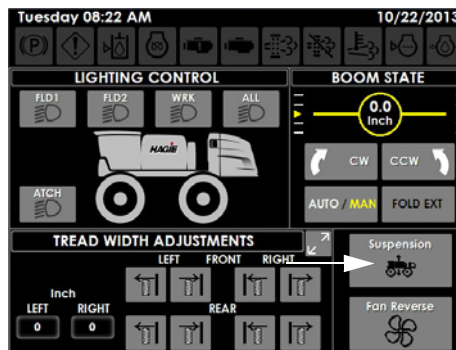 Tuesday 08:22 AM 10/22/2013
LIGHTING CONTROL
BOOM STATE
FLD1 FLD2 WRK ALL
0.0
Inch
HAGIE
CW CCW
ATCH
AUTO / MAN FOLD EXT
TREAD WIDTH ADJUSTMENTS
LEFT FRONT RIGHT
Suspension
Inch
LEFT RIGHT
REAR
0 0
Fan Reverse